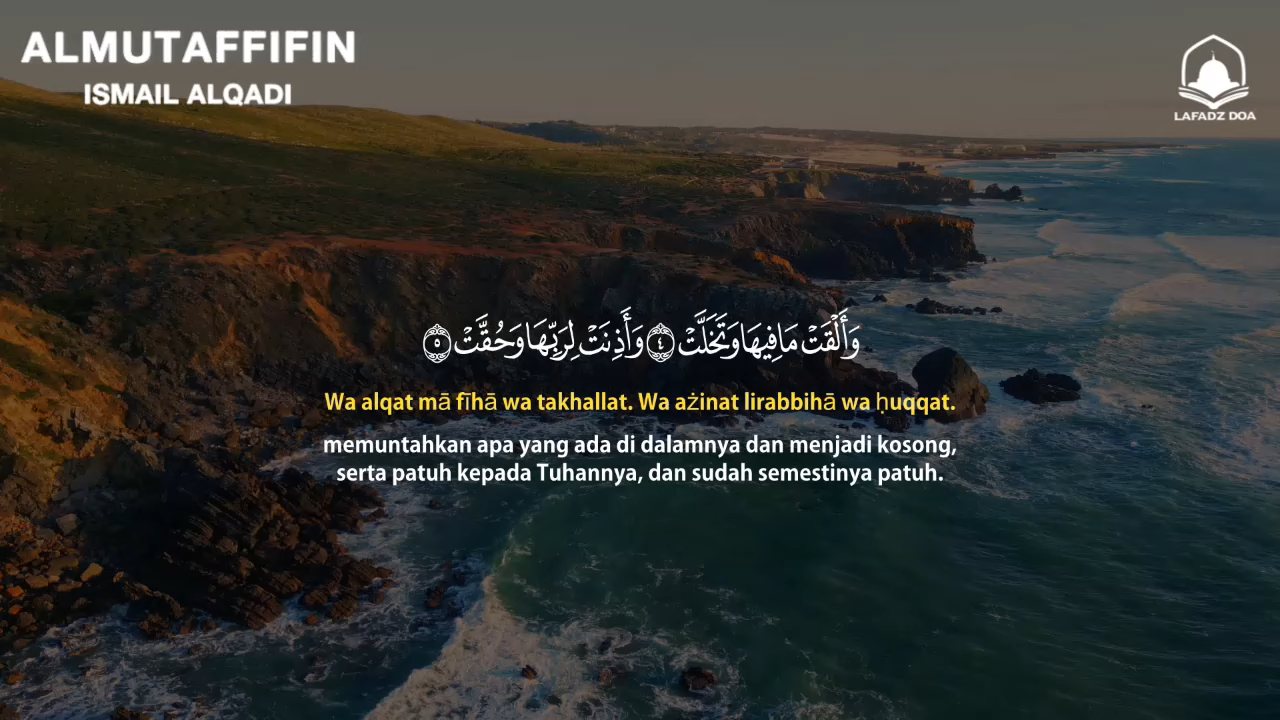 ALMUTAFFIFIN
ISMAIL ALQADI
LAFADZ DOA
وَأَلْقَتْ مَا فِيهَا وَتَخَلَّتْ ٤ وَأَذِنَتْ لِرَبِّهَا وَحُقَّتْ ٥
Wa alqat mā fīhā wa takhallat. Wa ażinat lirabbihā wa ḥuqqat.
memuntahkan apa yang ada di dalamnya dan menjadi kosong,
serta patuh kepada Tuhannya, dan sudah semestinya patuh.